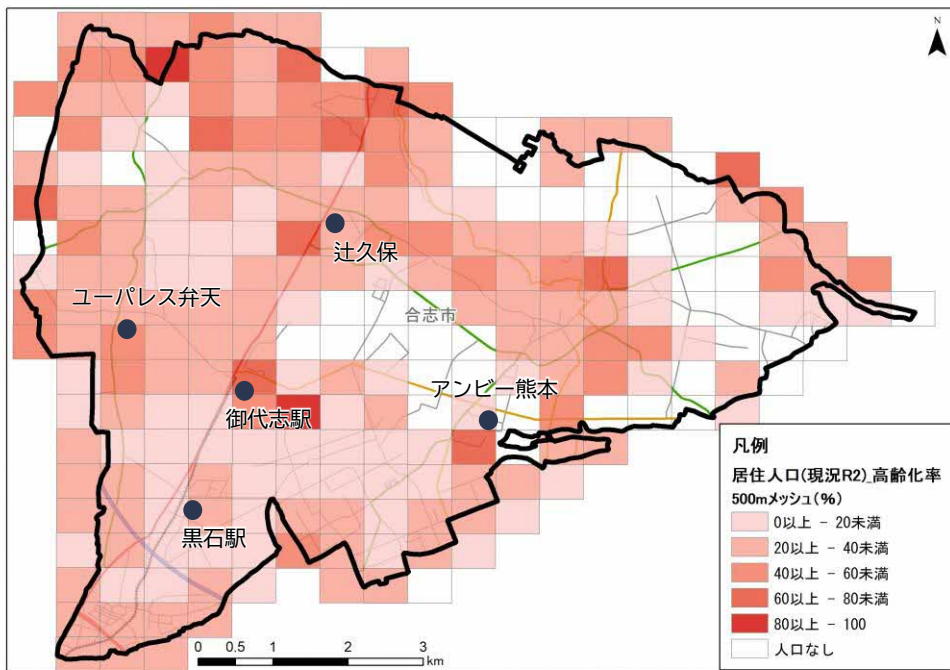 N
辻久保
ユーパレス弁天
合志市
アンビー熊本
御代志駅
黒石駅
凡例
居住人口(現況R2)_高齢化率
500mメッシュ(%)
0以上 - 20未満
20以上 - 40未満
40以上 - 60未満
60以上 - 80未満
80以上 - 100
人口なし
0 0.5 1 2 3
km